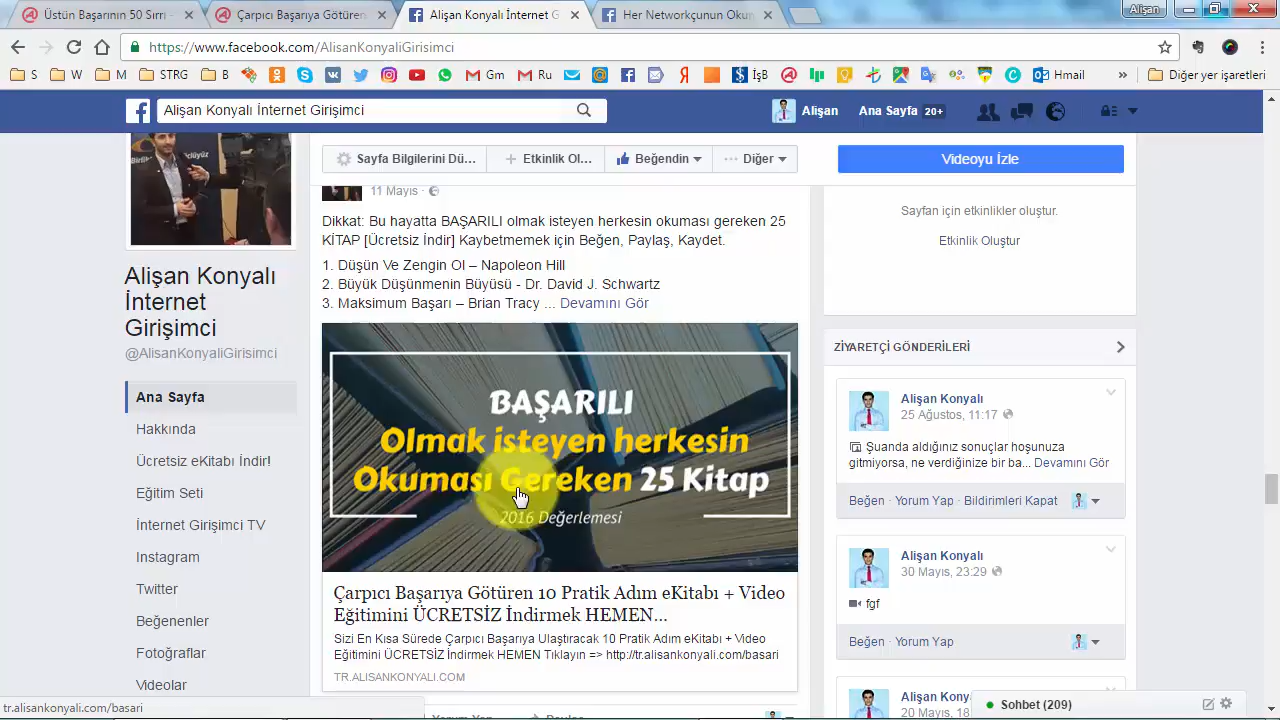 Üstün Başarının 50 Sırrı -
Çarpıcı Başarıya Götüren
Alişan Konyalı İnternet G
Her Networkçunun Okun
Alişan
https://www.facebook.com/AlisanKonyaliGirisimci
S
W
M
STRG
B
Gm
Ru
İşB
Hmail
»
Diğer yer işaretleri
Alişan Konyalı İnternet Girişimci
Alişan
Ana Sayfa 20+
Sayfa Bilgilerini Dü...
+ Etkinlik Ol...
Beğendin
Diğer
Videoyu İzle
11 Mayıs ·
Dikkat: Bu hayatta BAŞARILI olmak isteyen herkesin okuması gereken 25
KİTAP [Ücretsiz İndir] Kaybetmemek için Beğen, Paylaş, Kaydet.
1. Düşün Ve Zengin Ol – Napoleon Hill
2. Büyük Düşünmenin Büyüsü - Dr. David J. Schwartz
3. Maksimum Başarı – Brian Tracy ... Devamını Gör
BAŞARILI
Olmak isteyen herkesin
Okuması Gereken 25 Kitap
2016 Değerlemesi
Çarpıcı Başarıya Götüren 10 Pratik Adım eKitabı + Video
Eğitimini ÜCRETSİZ İndirmek HEMEN...
Sizi En Kısa Sürede Çarpıcı Başarıya Ulaştıracak 10 Pratik Adım eKitabı + Video
Eğitimini ÜCRETSİZ İndirmek HEMEN Tıklayın => http://tr.alisankonyali.com/basari
TR.ALISANKONYALI.COM
Alişan Konyalı
İnternet
Girişimci
@AlisanKonyaliGirisimci
Ana Sayfa
Hakkında
Ücretsiz eKitabı İndir!
Eğitim Seti
İnternet Girişimci TV
Instagram
Twitter
Beğenenler
Fotoğraflar
Videolar
Sayfan için etkinlikler oluştur.
Etkinlik Oluştur
ZİYARETÇİ GÖNDERİLERİ
Alişan Konyalı
25 Ağustos, 11:17 ·
Şuanda aldığınız sonuçlar hoşunuza
gitmiyorsa, ne verdiğinize bir ba... Devamını Gör
Beğen · Yorum Yap · Bildirimleri Kapat
Alişan Konyalı
30 Mayıs, 23:29 ·
fgf
Beğen · Yorum Yap
Alişan Konya
20 Mayıs, 18
Sohbet (209)
tr.alisankonyali.com/basari